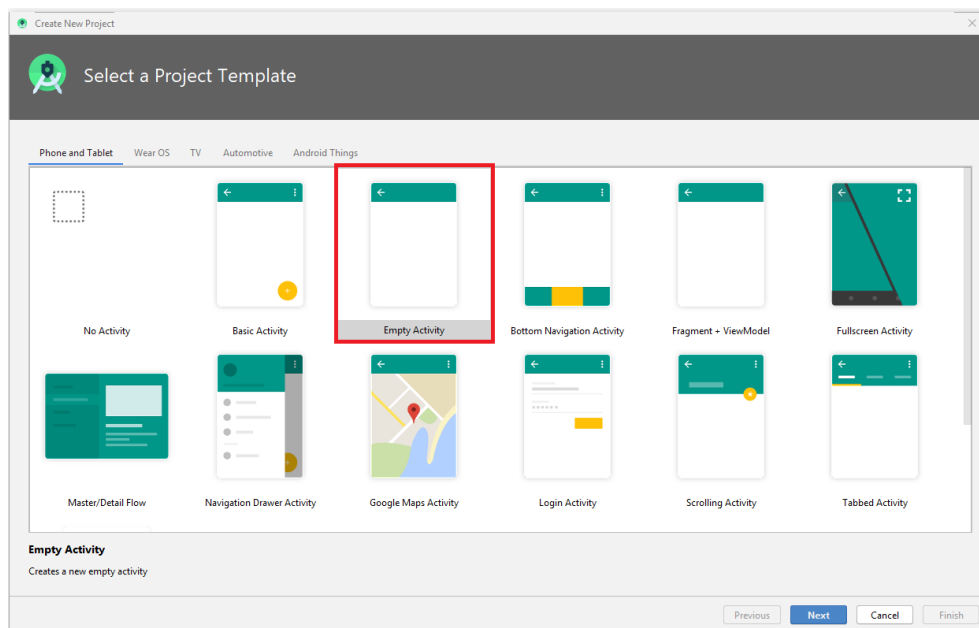 Create New Project
Select a Project Template
Phone and Tablet Wear OS TV Automotive Android Things
No Activity Basic Activity Empty Activity Bottom Navigation Activity Fragment + ViewModel Fullscreen Activity
Master/Detail Flow Navigation Drawer Activity Google Maps Activity Login Activity Scrolling Activity Tabbed Activity
Empty Activity
Creates a new empty activity
Previous Next Cancel Finish